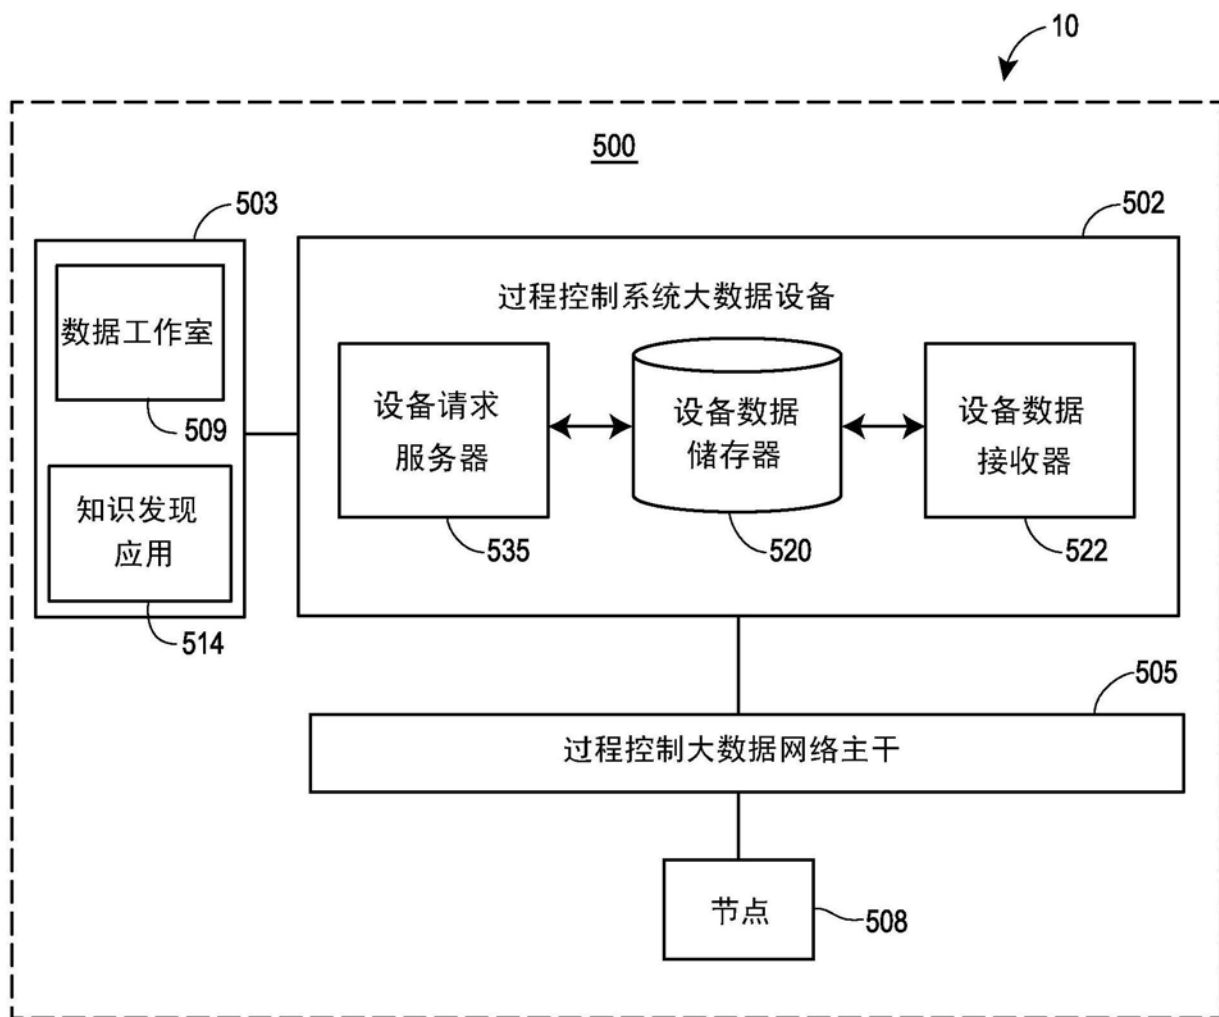 10
500
503
502
过程控制系统大数据设备
数据工作室
509
设备请求
服务器
535
设备数据
储存器
520
设备数据
接收器
522
知识发现
应用
514
505
过程控制大数据网络主干
节点
508